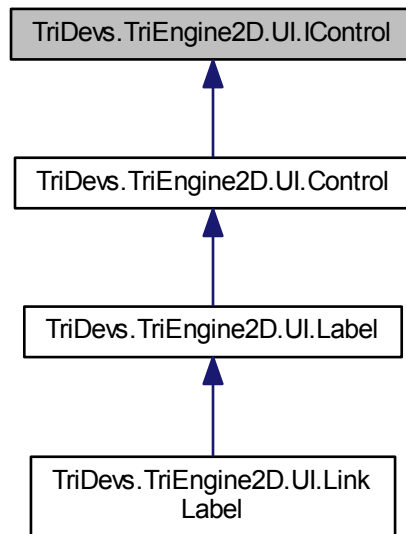 TriDevs.TriEngine2D.UI.IControl
TriDevs.TriEngine2D.UI.Control
TriDevs.TriEngine2D.UI.Label
TriDevs.TriEngine2D.UI.Link
Label